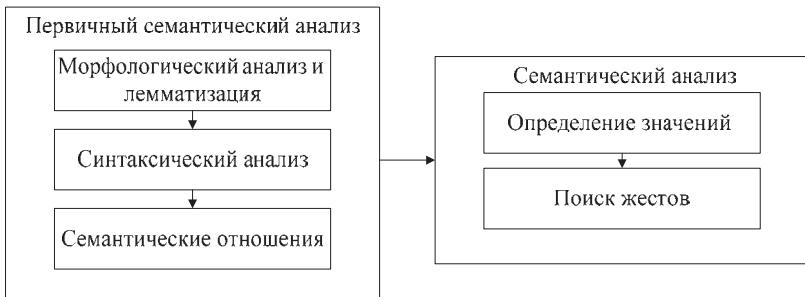 Первичный семантический анализ
Морфологический анализ и
лемматизация
Синтаксический анализ
Семантические отношения
Семантический анализ
Определение значений
Поиск жестов